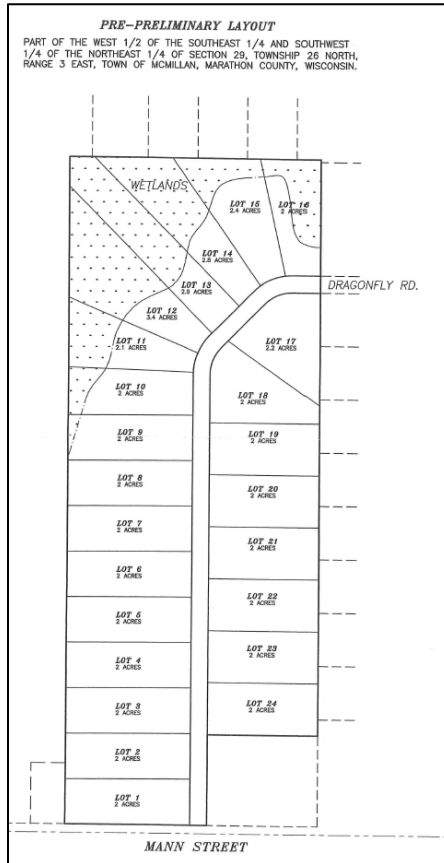 PRE-PRELIMINARY LAYOUT
PART OF THE WEST 1/2 OF THE SOUTHEAST 1/4 AND SOUTHWEST
1/4 OF THE NORTHEAST 1/4 OF SECTION 29, TOWNSHIP 26 NORTH,
RANGE 3 EAST, TOWN OF MCMILLAN, MARATHON COUNTY, WISCONSIN.
WETLANDS
LOT 16
2 ACRES
LOT 15
2.4 ACRES
LOT 14
2.8 ACRES
LOT 13
2.8 ACRES
DRAGONFLY RD.
LOT 12
3.4 ACRES
LOT 11
2.1 ACRES
LOT 17
2.2 ACRES
LOT 10
2 ACRES
LOT 18
2 ACRES
LOT 9
2 ACRES
LOT 19
2 ACRES
LOT 8
2 ACRES
LOT 20
2 ACRES
LOT 7
2 ACRES
LOT 21
2 ACRES
LOT 6
2 ACRES
LOT 22
2 ACRES
LOT 5
2 ACRES
LOT 23
2 ACRES
LOT 4
2 ACRES
LOT 24
2 ACRES
LOT 3
2 ACRES
LOT 2
2 ACRES
LOT 1
2 ACRES
MANN STREET